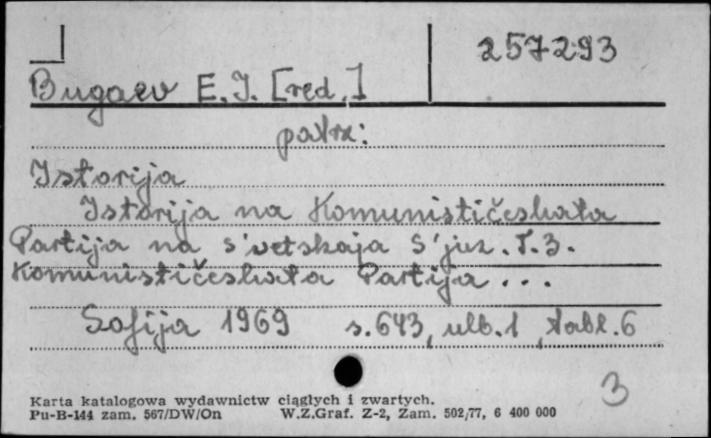 257293
Bugaev E. I. [red.]
patrz:
Istorija
Istorija na Komunističeskata
Partija na s'vetskaja S'juz. T.3.
Komunističeskata Partija ...
Sofija 1969 s.643, ulb.1, tabl.6
3
Karta katalogowa wydawnictw ciągłych i zwartych.
Pu-B-144 zam. 567/DW/On W.Z.Graf. Z-2, Zam. 502/77, 6 400 000